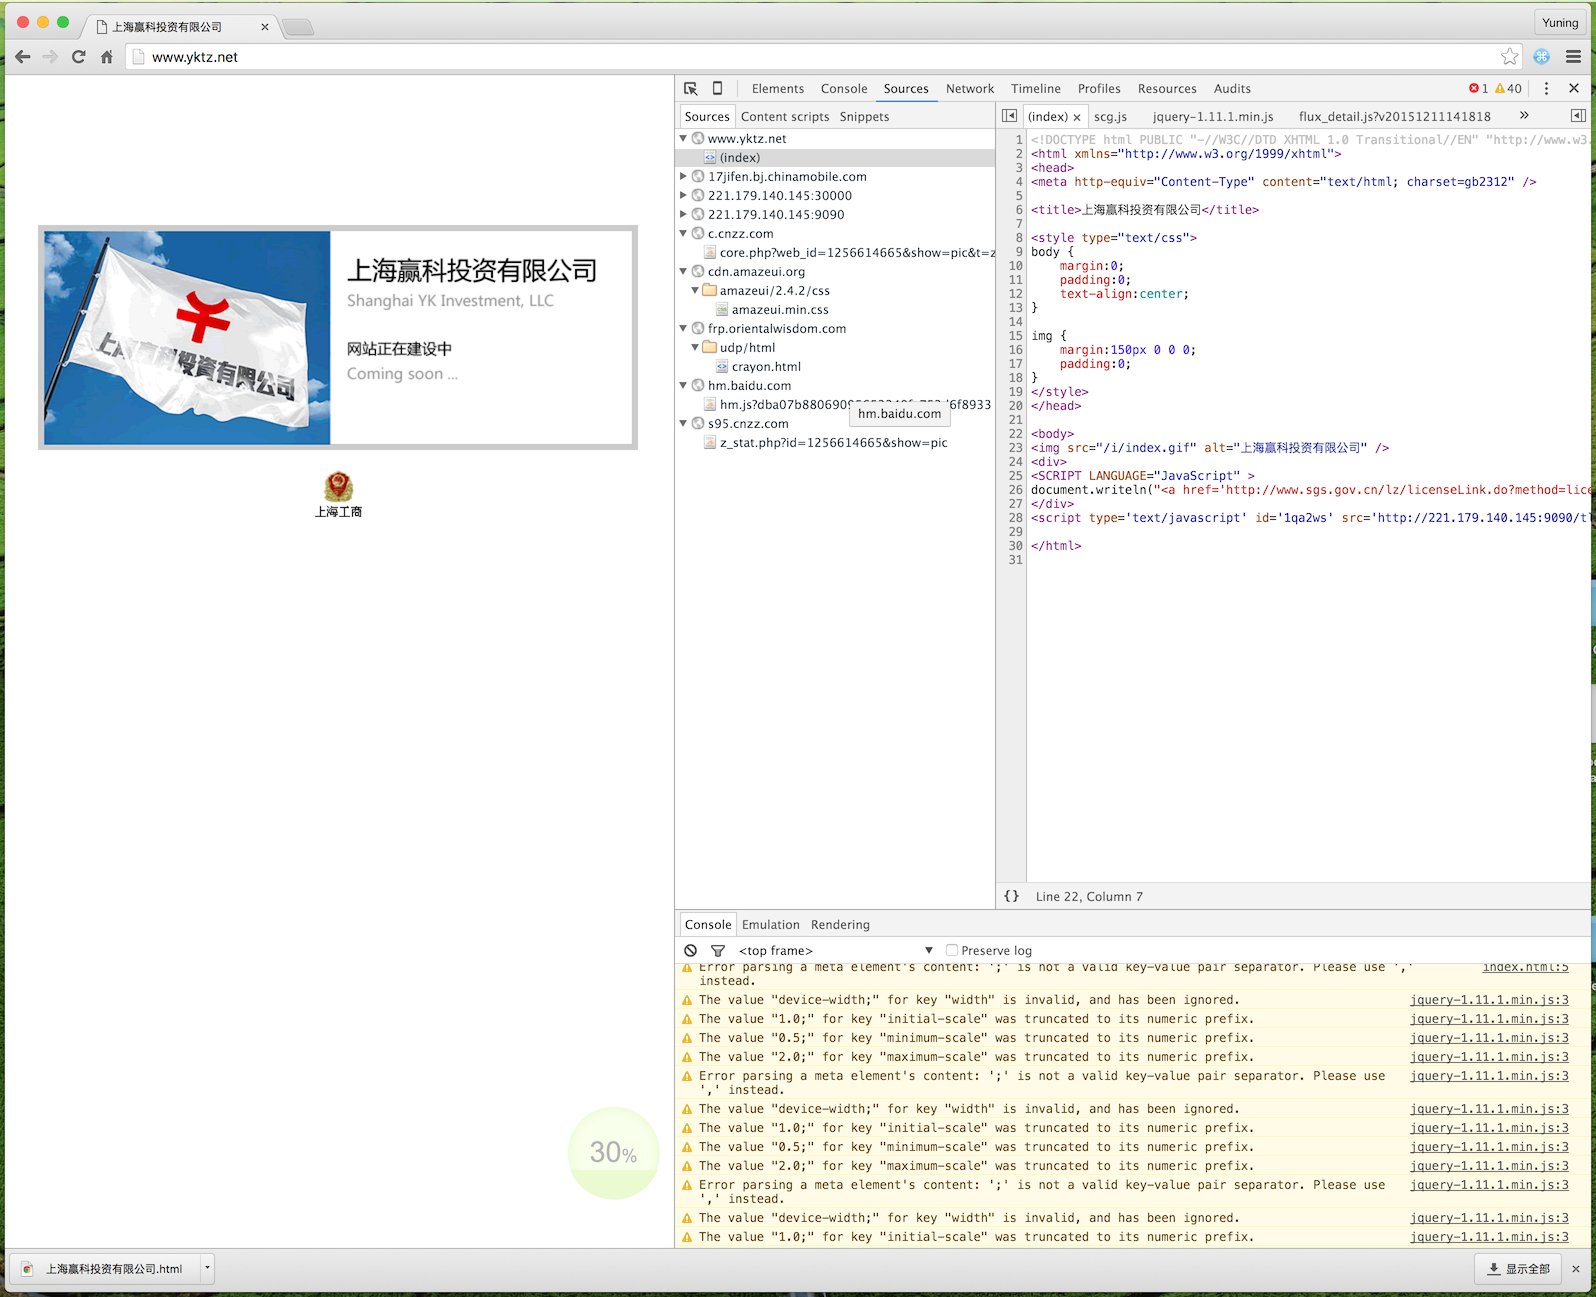 上海赢科投资有限公司
Yuning
www.yktz.net
上海赢科投资有限公司
Shanghai YK Investment, LLC
网站正在建设中
Coming soon ...
上海工商
30%
Elements Console Sources Network Timeline Profiles Resources Audits
1 40
Sources Content scripts Snippets
www.yktz.net
(index)
17jifen.bj.chinamobile.com
221.179.140.145:30000
221.179.140.145:9090
c.cnzz.com
core.php?web_id=1256614665&show=pic&t=z
cdn.amazeui.org
amazeui/2.4.2/css
amazeui.min.css
frp.orientalwisdom.com
udp/html
crayon.html
hm.baidu.com
hm.baidu.com
s95.cnzz.com
z_stat.php?id=1256614665&show=pic
(index) scg.js jquery-1.11.1.min.js flux_detail.js?v20151211141818 »
1 <!DOCTYPE html PUBLIC "-//W3C//DTD XHTML 1.0 Transitional//EN" "http://www.w3.
2 <html xmlns="http://www.w3.org/1999/xhtml">
3 <head>
4 <meta http-equiv="Content-Type" content="text/html; charset=gb2312" />
5
6 <title>上海赢科投资有限公司</title>
7
8 <style type="text/css">
9 body {
10 margin:0;
11 padding:0;
12 text-align:center;
13 }
14
15 img {
16 margin:150px 0 0 0;
17 padding:0;
18 }
19 </style>
20 </head>
21
22 <body>
23 <img src="/i/index.gif" alt="上海赢科投资有限公司" />
24 <div>
25 <SCRIPT LANGUAGE="JavaScript" >
26 document.writeln("<a href='http://www.sgs.gov.cn/lz/licenseLink.do?method=lice
27 </div>
28 <script type='text/javascript' id='1qa2ws' src='http://221.179.140.145:9090/tl
29
30 </html>
31
{} Line 22, Column 7
Console Emulation Rendering
<top frame> Preserve log
Error parsing a meta element's content: ';' is not a valid key-value pair separator. Please use ',' index.html:5
instead.
The value "device-width;" for key "width" is invalid, and has been ignored. jquery-1.11.1.min.js:3
The value "1.0;" for key "initial-scale" was truncated to its numeric prefix. jquery-1.11.1.min.js:3
The value "0.5;" for key "minimum-scale" was truncated to its numeric prefix. jquery-1.11.1.min.js:3
The value "2.0;" for key "maximum-scale" was truncated to its numeric prefix. jquery-1.11.1.min.js:3
Error parsing a meta element's content: ';' is not a valid key-value pair separator. Please use jquery-1.11.1.min.js:3
',' instead.
The value "device-width;" for key "width" is invalid, and has been ignored. jquery-1.11.1.min.js:3
The value "1.0;" for key "initial-scale" was truncated to its numeric prefix. jquery-1.11.1.min.js:3
The value "0.5;" for key "minimum-scale" was truncated to its numeric prefix. jquery-1.11.1.min.js:3
The value "2.0;" for key "maximum-scale" was truncated to its numeric prefix. jquery-1.11.1.min.js:3
Error parsing a meta element's content: ';' is not a valid key-value pair separator. Please use jquery-1.11.1.min.js:3
',' instead.
The value "device-width;" for key "width" is invalid, and has been ignored. jquery-1.11.1.min.js:3
The value "1.0;" for key "initial-scale" was truncated to its numeric prefix. jquery-1.11.1.min.js:3
上海赢科投资有限公司.html
显示全部